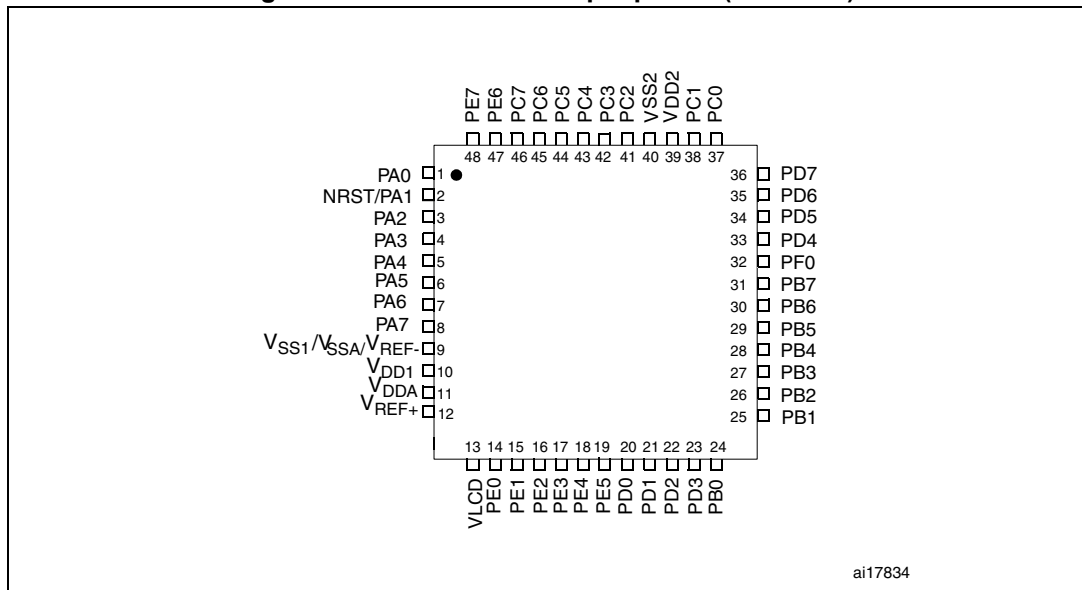 PE7 PE6 PC7 PC6 PC5 PC4 PC3 PC2 VSS2 VDD2 PC1 PC0
48 47 46 45 44 43 42 41 40 39 38 37
PA0 1 36 PD7
NRST/PA1 2 35 PD6
PA2 3 34 PD5
PA3 4 33 PD4
PA4 5 32 PF0
PA5 6 31 PB7
PA6 7 30 PB6
PA7 8 29 PB5
VSS1/VSSA/VREF- 9 28 PB4
VDD1 10 27 PB3
VDDA 11 26 PB2
VREF+ 12 25 PB1
13 14 15 16 17 18 19 20 21 22 23 24
VLCD PE0 PE1 PE2 PE3 PE4 PE5 PD0 PD1 PD2 PD3 PB0
ai17834